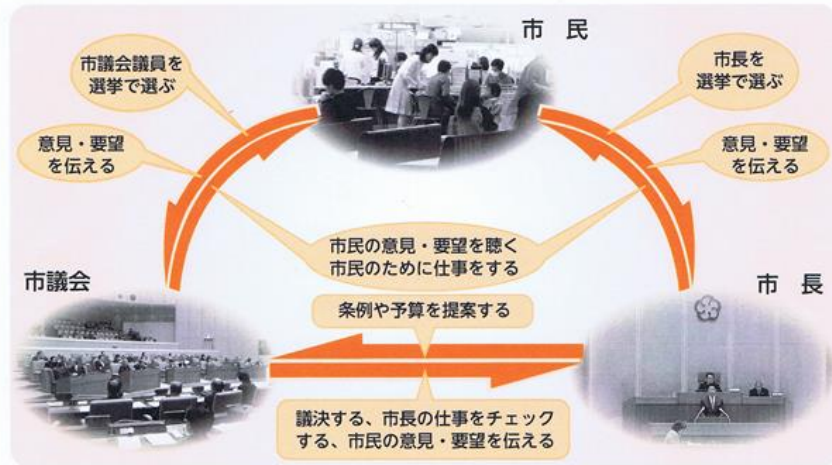 市 民
市議会議員を
選挙で選ぶ
市長を
選挙で選ぶ
意見・要望
を伝える
意見・要望
を伝える
市民の意見・要望を聴く
市民のために仕事をする
市議会
市 長
条例や予算を提案する
議決する、市長の仕事をチェック
する、市民の意見・要望を伝える